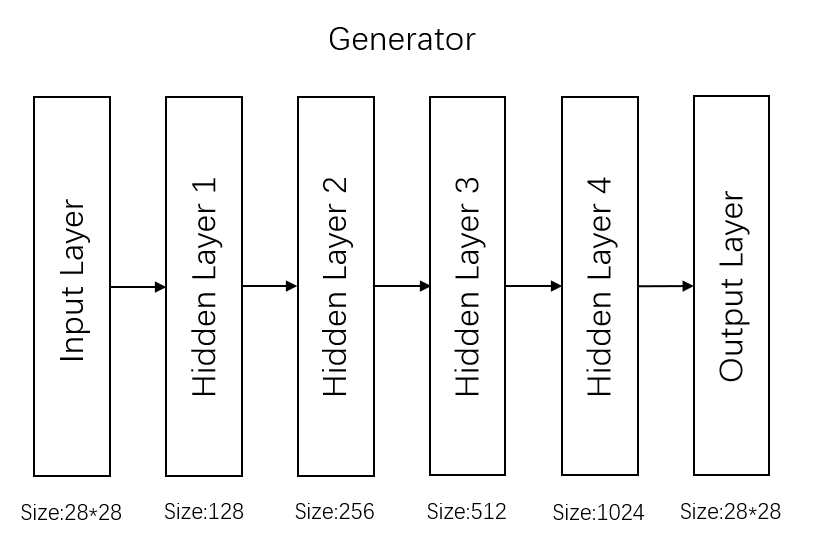 Generator
Input Layer
Hidden Layer 1
Hidden Layer 2
Hidden Layer 3
Hidden Layer 4
Output Layer
Size:28*28
Size:128
Size:256
Size:512
Size:1024
Size:28*28